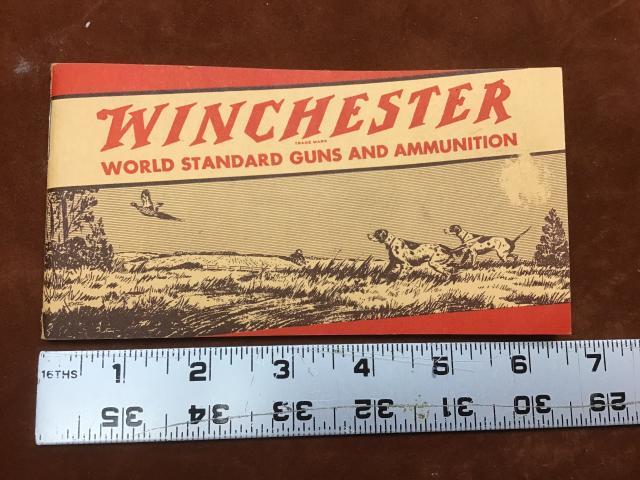 WINCHESTER
TRADE MARK
WORLD STANDARD GUNS AND AMMUNITION
16THS 1 2 3 4 5 6 7
35 34 33 32 31 30 29